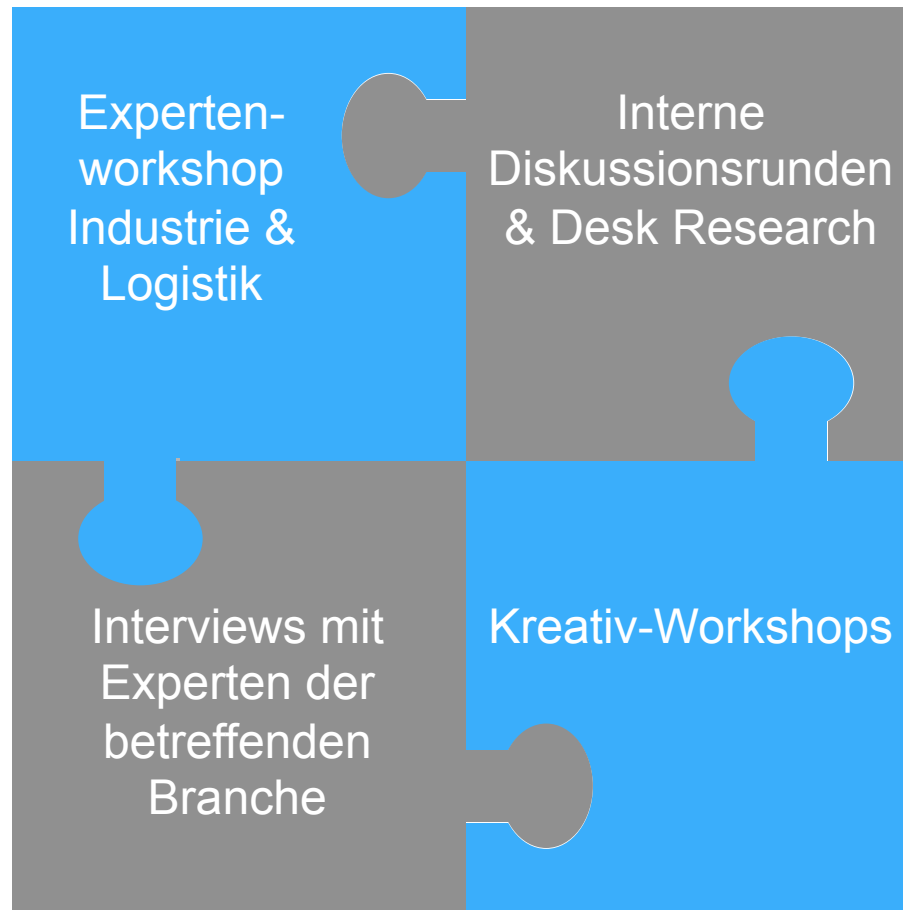 Experten-
workshop
Industrie &
Logistik
Interne
Diskussionsrunden
& Desk Research
Interviews mit
Experten der
betreffenden
Branche
Kreativ-Workshops